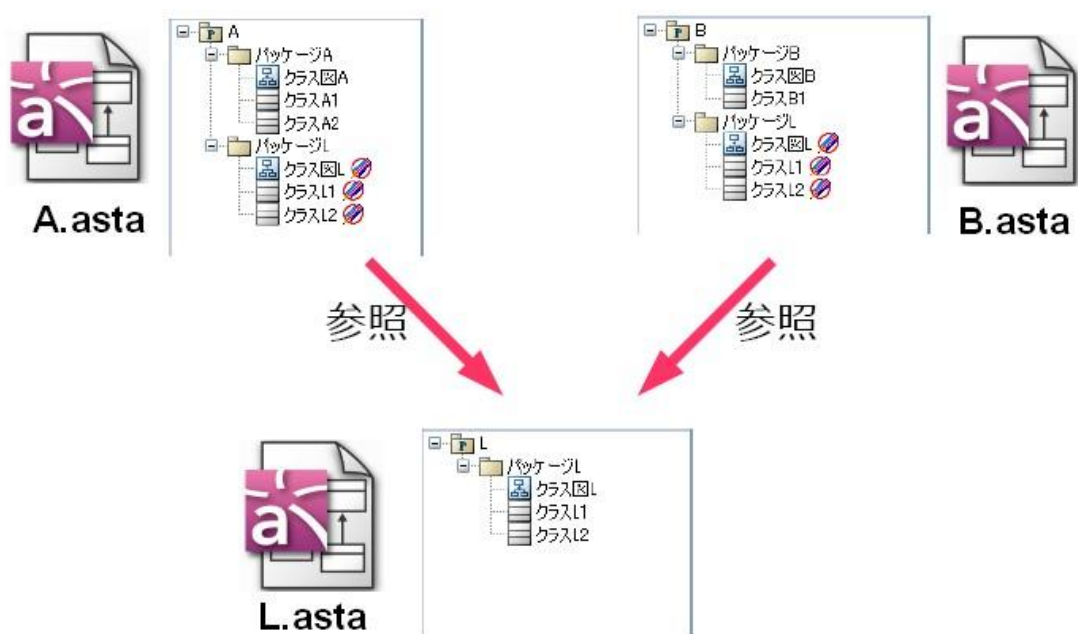 A
パッケージA
クラス図A
クラスA1
クラスA2
パッケージL
クラス図L
クラスL1
クラスL2
a
A.asta
B
パッケージB
クラス図B
クラスB1
パッケージL
クラス図L
クラスL1
クラスL2
a
B.asta
参照
参照
L
パッケージL
クラス図L
クラスL1
クラスL2
a
L.asta